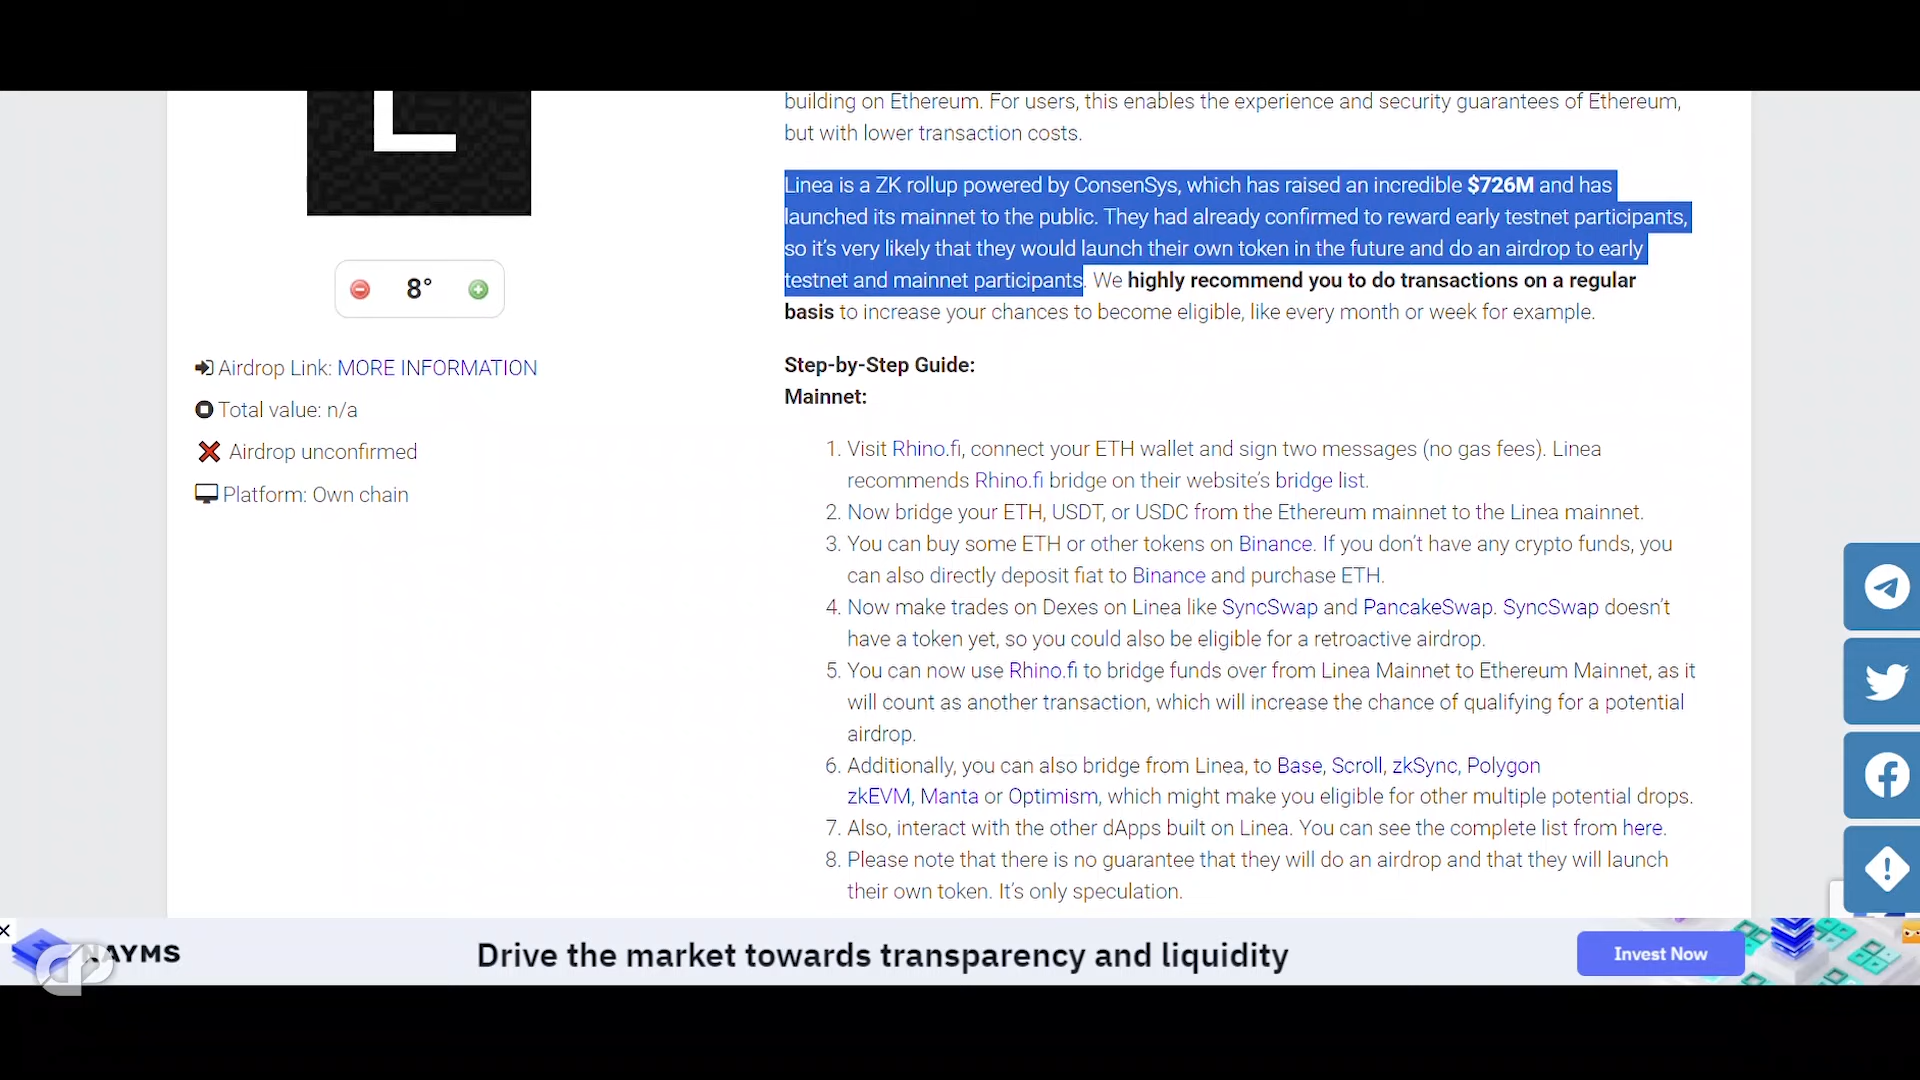 building on Ethereum. For users, this enables the experience and security guarantees of Ethereum,
but with lower transaction costs.
Linea is a ZK rollup powered by ConsenSys, which has raised an incredible $726M and has
launched its mainnet to the public. They had already confirmed to reward early testnet participants,
so it’s very likely that they would launch their own token in the future and do an airdrop to early
testnet and mainnet participants. We highly recommend you to do transactions on a regular
basis to increase your chances to become eligible, like every month or week for example.
8°
Airdrop Link: MORE INFORMATION
Total value: n/a
Airdrop unconfirmed
Platform: Own chain
Step-by-Step Guide:
Mainnet:
1. Visit Rhino.fi, connect your ETH wallet and sign two messages (no gas fees). Linea
recommends Rhino.fi bridge on their website’s bridge list.
2. Now bridge your ETH, USDT, or USDC from the Ethereum mainnet to the Linea mainnet.
3. You can buy some ETH or other tokens on Binance. If you don’t have any crypto funds, you
can also directly deposit fiat to Binance and purchase ETH.
4. Now make trades on Dexes on Linea like SyncSwap and PancakeSwap. SyncSwap doesn’t
have a token yet, so you could also be eligible for a retroactive airdrop.
5. You can now use Rhino.fi to bridge funds over from Linea Mainnet to Ethereum Mainnet, as it
will count as another transaction, which will increase the chance of qualifying for a potential
airdrop.
6. Additionally, you can also bridge from Linea, to Base, Scroll, zkSync, Polygon
zkEVM, Manta or Optimism, which might make you eligible for other multiple potential drops.
7. Also, interact with the other dApps built on Linea. You can see the complete list from here.
8. Please note that there is no guarantee that they will do an airdrop and that they will launch
their own token. It’s only speculation.
NAYMS
Drive the market towards transparency and liquidity
Invest Now